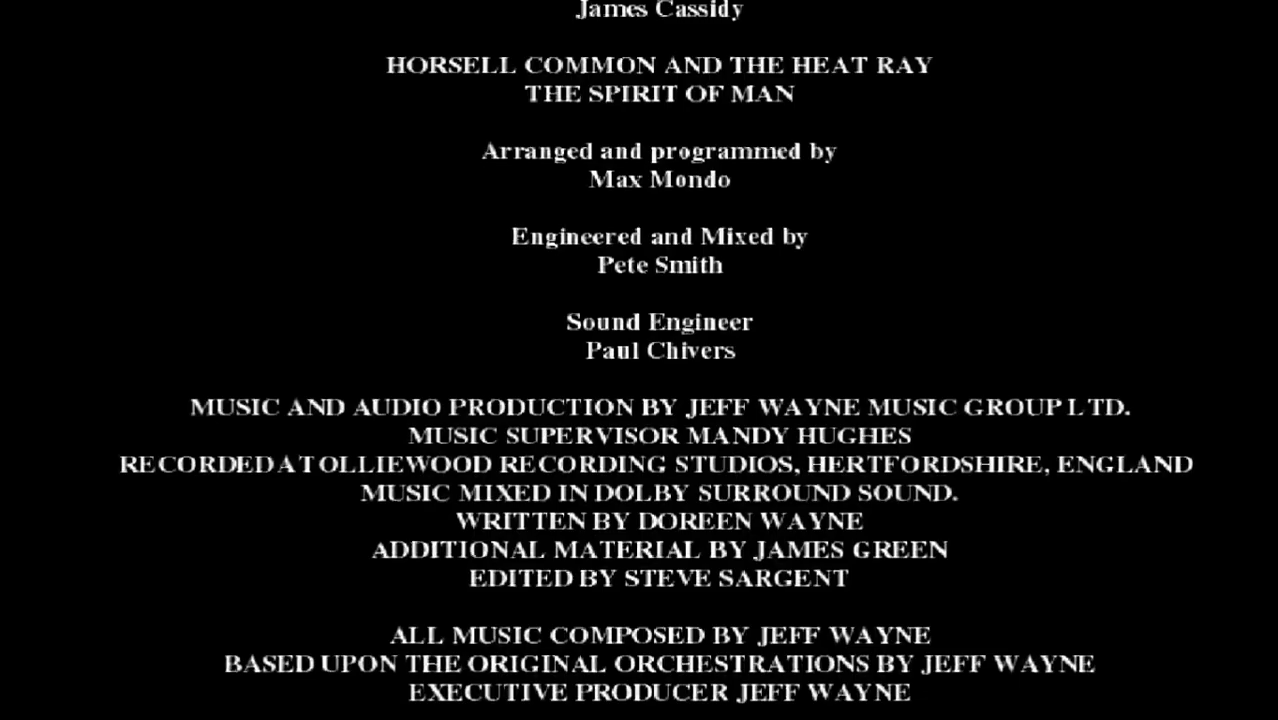 James Cassidy
HORSELL COMMON AND THE HEAT RAY
THE SPIRIT OF MAN
Arranged and programmed by
Max Mondo
Engineered and Mixed by
Pete Smith
Sound Engineer
Paul Chivers
MUSIC AND AUDIO PRODUCTION BY JEFF WAYNE MUSIC GROUP LTD.
MUSIC SUPERVISOR MANDY HUGHES
RECORDED AT OLLIEWOOD RECORDING STUDIOS, HERTFORDSHIRE, ENGLAND
MUSIC MIXED IN DOLBY SURROUND SOUND.
WRITTEN BY DOREEN WAYNE
ADDITIONAL MATERIAL BY JAMES GREEN
EDITED BY STEVE SARGENT
ALL MUSIC COMPOSED BY JEFF WAYNE
BASED UPON THE ORIGINAL ORCHESTRATIONS BY JEFF WAYNE
EXECUTIVE PRODUCER JEFF WAYNE